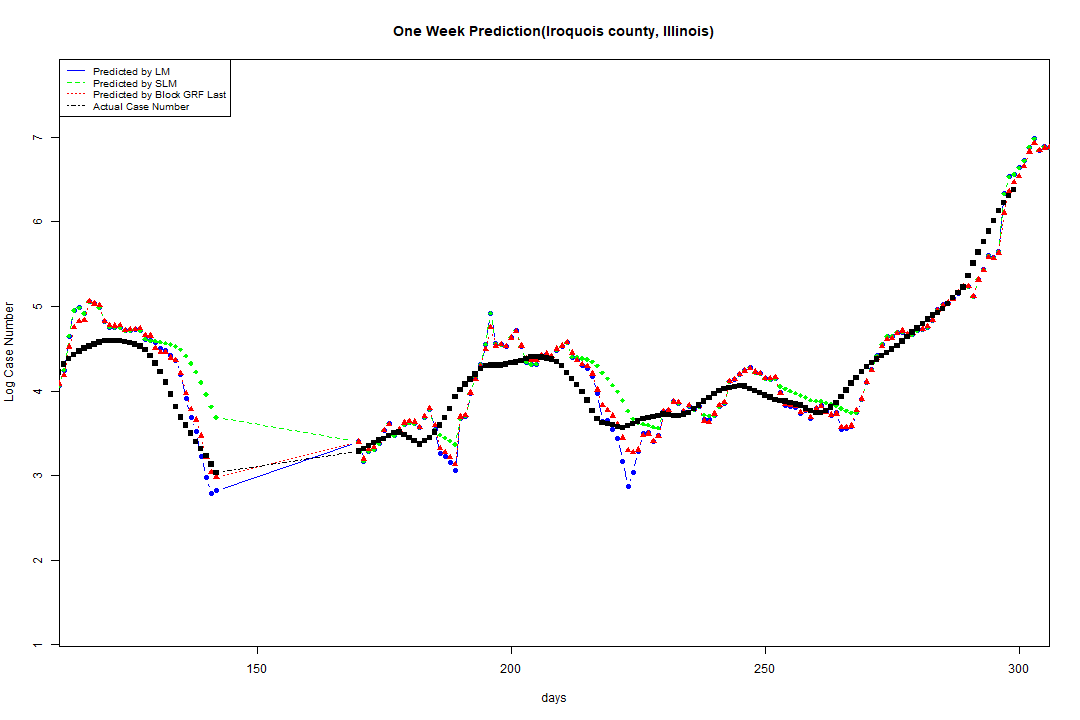 One Week Prediction(Iroquois county, Illinois)
Predicted by LM
Predicted by SLM
Predicted by Block GRF Last
Actual Case Number
7
6
5
4
3
2
1
Log Case Number
150 200 250 300
days